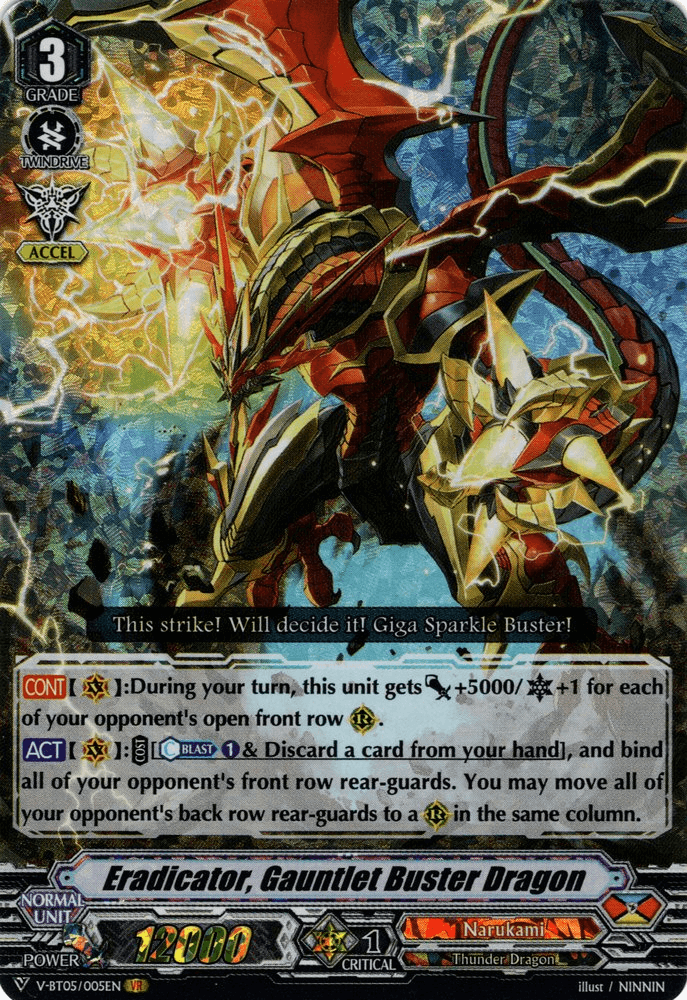 3
GRADE
TWINDRIVE
ACCEL
This strike! Will decide it! Giga Sparkle Buster!
CONT【 V 】:During your turn, this unit gets +5000/ +1 for each
of your opponent's open front row R .
ACT【 V 】: COST [C BLAST 1 & Discard a card from your hand], and bind
all of your opponent's front row rear-guards. You may move all of
your opponent's back row rear-guards to a R in the same column.
Eradicator, Gauntlet Buster Dragon
NORMAL
UNIT
POWER 12000 1 CRITICAL
Narukami
Thunder Dragon
V-BT05/005EN VR illust / NINNIN